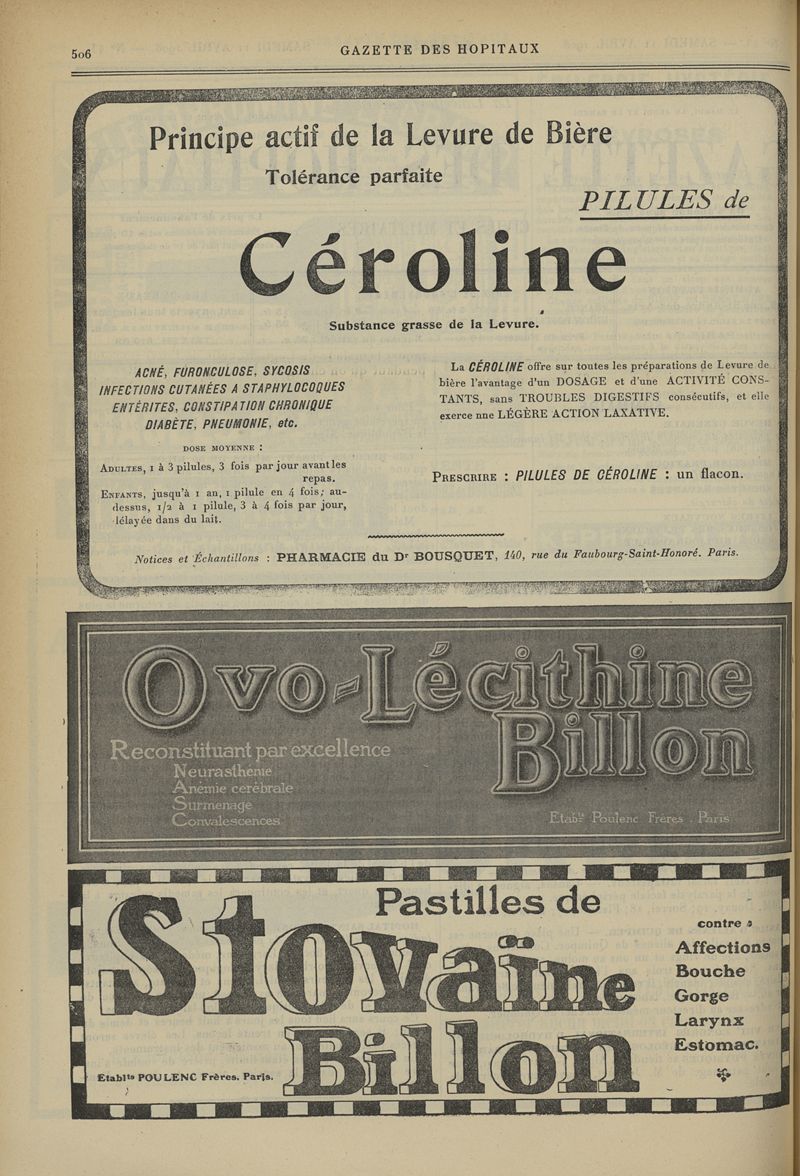 506
GAZETTE DES HOPITAUX
Principe actif de la Levure de Bière
Tolérance parfaite
PILULES de
Céroline
Substance grasse de la Levure.
ACNÉ, FURONCULOSE, SYCOSIS
INFECTIONS CUTANÉES A STAPHYLOCOQUES
ENTÉRITES, CONSTIPATION CHRONIQUE
DIABÈTE, PNEUMONIE, etc.
DOSE MOYENNE :
ADULTES, 1 à 3 pilules, 3 fois par jour avant les
repas.
ENFANTS, jusqu'à 1 an, 1 pilule en 4 fois; au-
dessus, 1/2 à 1 pilule, 3 à 4 fois par jour,
délayée dans du lait.
La CÉROLINE offre sur toutes les préparations de Levure de
bière l'avantage d'un DOSAGE et d'une ACTIVITÉ CONS-
TANTS, sans TROUBLES DIGESTIFS consécutifs, et elle
exerce nne LÉGÈRE ACTION LAXATIVE.
PRESCRIRE : PILULES DE CÉROLINE : un flacon.
Notices et Échantillons : PHARMACIE du Dr BOUSQUET, 140, rue du Faubourg-Saint-Honoré. Paris.
Ovo-Lécithine
Billon
Reconstituant par excellence
Neurasthenie
Anémie cerébrale
Surmenage
Convalescences
Etabts Poulenc Frères . Paris
Pastilles de
Stovaïne
Billon
contre
Affections
Bouche
Gorge
Larynx
Estomac.
Etablts POULENC Frères. Paris.